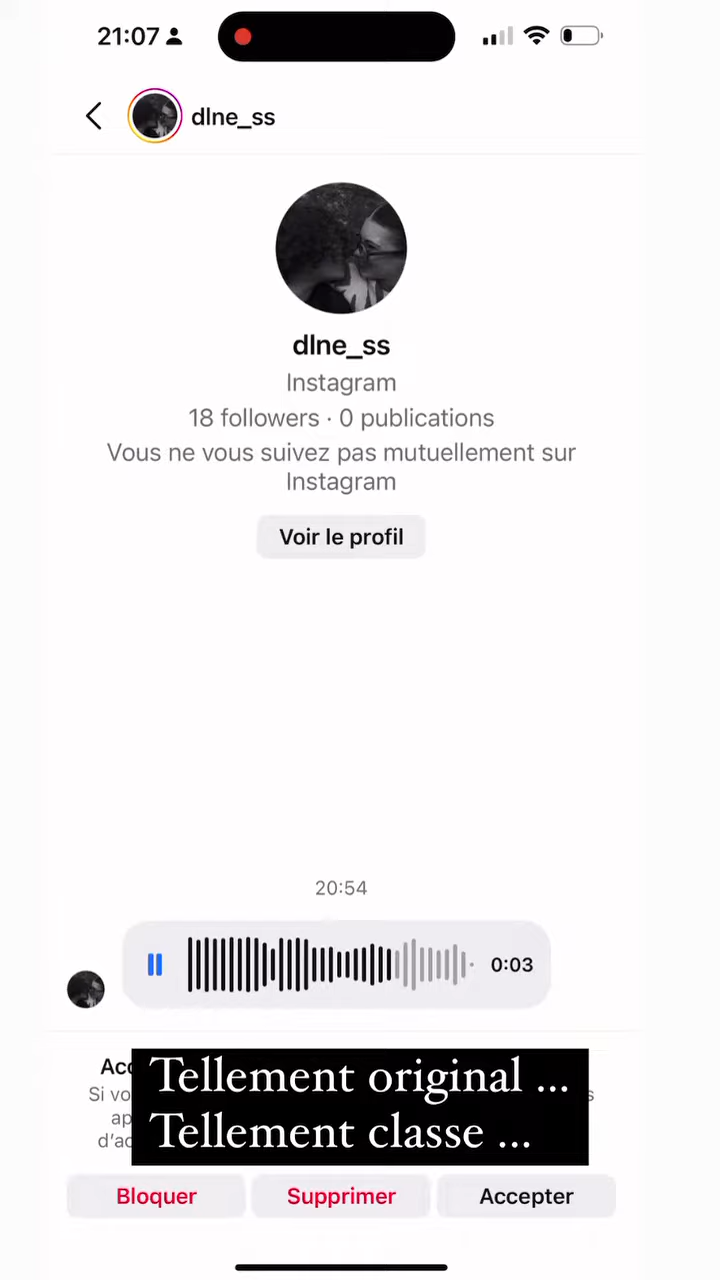 21:07
dlne_ss
dlne_ss
Instagram
18 followers · 0 publications
Vous ne vous suivez pas mutuellement sur
Instagram
Voir le profil
20:54
0:03
Tellement original ...
Tellement classe ...
Bloquer
Supprimer
Accepter